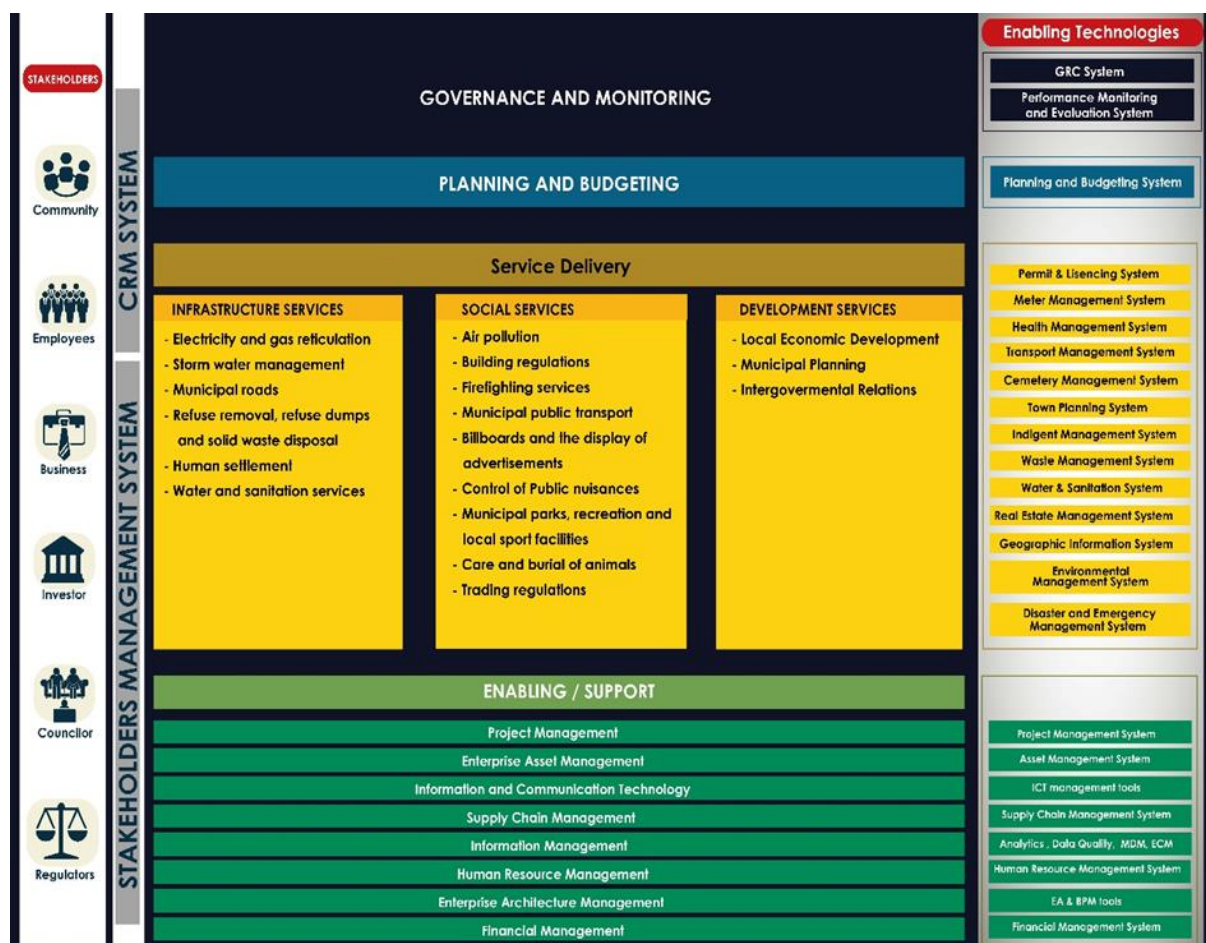 STAKEHOLDERS
Community
Employees
Business
Investor
Councilor
Regulators
CRM SYSTEM
STAKEHOLDERS MANAGEMENT SYSTEM
GOVERNANCE AND MONITORING
PLANNING AND BUDGETING
Service Delivery
INFRASTRUCTURE SERVICES
- Electricity and gas reticulation
- Storm water management
- Municipal roads
- Refuse removal, refuse dumps
and solid waste disposal
- Human settlement
- Water and sanitation services
SOCIAL SERVICES
- Air pollution
- Building regulations
- Firefighting services
- Municipal public transport
- Billboards and the display of
advertisements
- Control of Public nuisances
- Municipal parks, recreation and
local sport facilities
- Care and burial of animals
- Trading regulations
DEVELOPMENT SERVICES
- Local Economic Development
- Municipal Planning
- Intergovermental Relations
ENABLING / SUPPORT
Project Management
Enterprise Asset Management
Information and Communication Technology
Supply Chain Management
Information Management
Human Resource Management
Enterprise Architecture Management
Financial Management
Enabling Technologies
GRC System
Performance Monitoring
and Evaluation System
Planning and Budgeting System
Permit & Lisencing System
Meter Management System
Health Management System
Transport Management System
Cemetery Management System
Town Planning System
Indigent Management System
Waste Management System
Water & Sanitation System
Real Estate Management System
Geographic Information System
Environmental
Management System
Disaster and Emergency
Management System
Project Management System
Asset Management System
ICT management tools
Supply Chain Management System
Analytics , Data Quality, MDM, ECM
Human Resource Management System
EA & BPM tools
Financial Management System